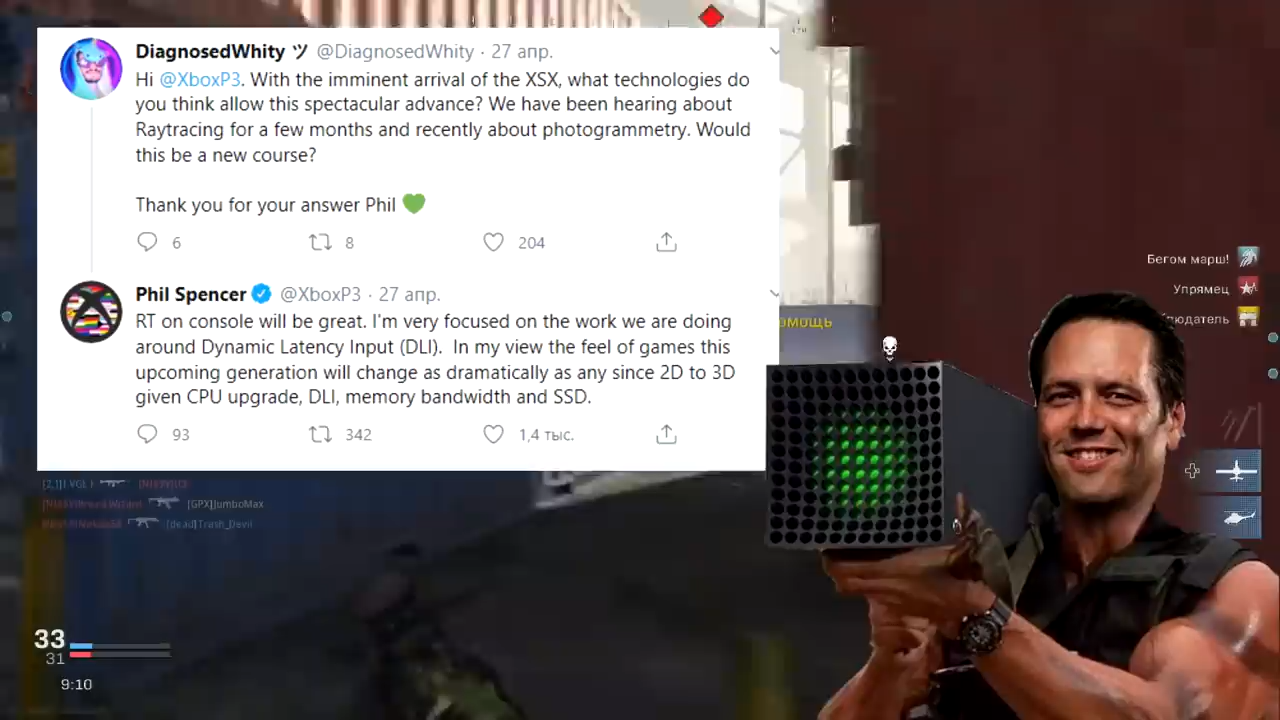 DiagnosedWhity ツ @DiagnosedWhity · 27 апр.
Hi @XboxP3. With the imminent arrival of the XSX, what technologies do
you think allow this spectacular advance? We have been hearing about
Raytracing for a few months and recently about photogrammetry. Would
this be a new course?
Thank you for your answer Phil 💚
6 8 204
Phil Spencer @XboxP3 · 27 апр.
RT on console will be great. I'm very focused on the work we are doing
around Dynamic Latency Input (DLI). In my view the feel of games this
upcoming generation will change as dramatically as any since 2D to 3D
given CPU upgrade, DLI, memory bandwidth and SSD.
93 342 1,4 тыс.
Бегом марш!
Упрямец
людатель
омощь
[GPX]JumboMax
[dead]Trash_Devil
33
31
9:10